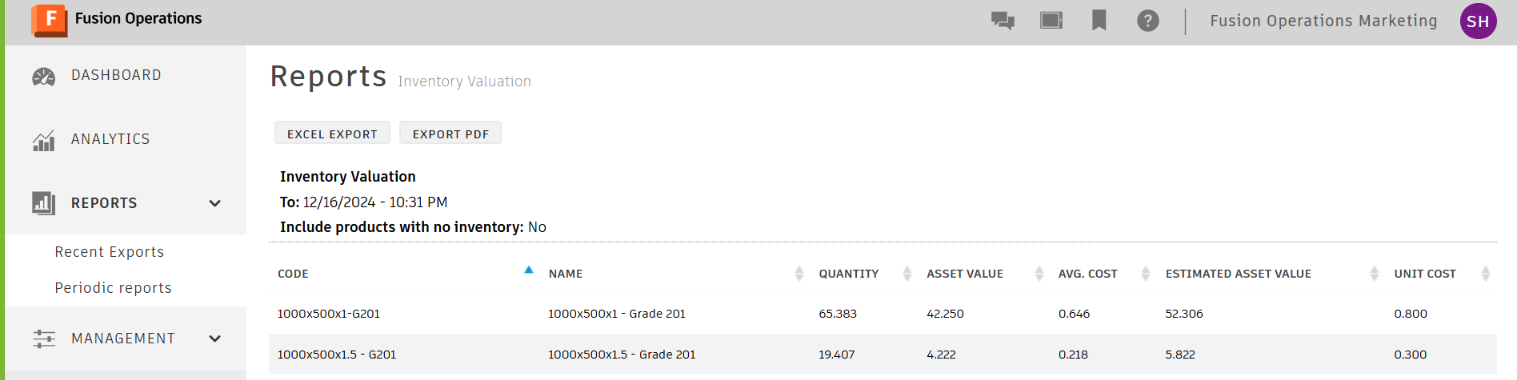 F Fusion Operations
Fusion Operations Marketing SH
DASHBOARD
ANALYTICS
REPORTS
Recent Exports
Periodic reports
MANAGEMENT
Reports Inventory Valuation
EXCEL EXPORT EXPORT PDF
Inventory Valuation
To: 12/16/2024 - 10:31 PM
Include products with no inventory: No
CODE NAME QUANTITY ASSET VALUE AVG. COST ESTIMATED ASSET VALUE UNIT COST
1000x500x1-G201 1000x500x1 - Grade 201 65.383 42.250 0.646 52.306 0.800
1000x500x1.5 - G201 1000x500x1.5 - Grade 201 19.407 4.222 0.218 5.822 0.300